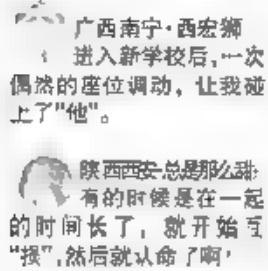 广西南宁·西宏狮
进入新学校后,一次
偶然的座位调动，让我碰
上了"他"。
陕西西安·总是那么甜:
有的时候是在一起
的时间长了，就开始互
"损",然后就认命了啊!